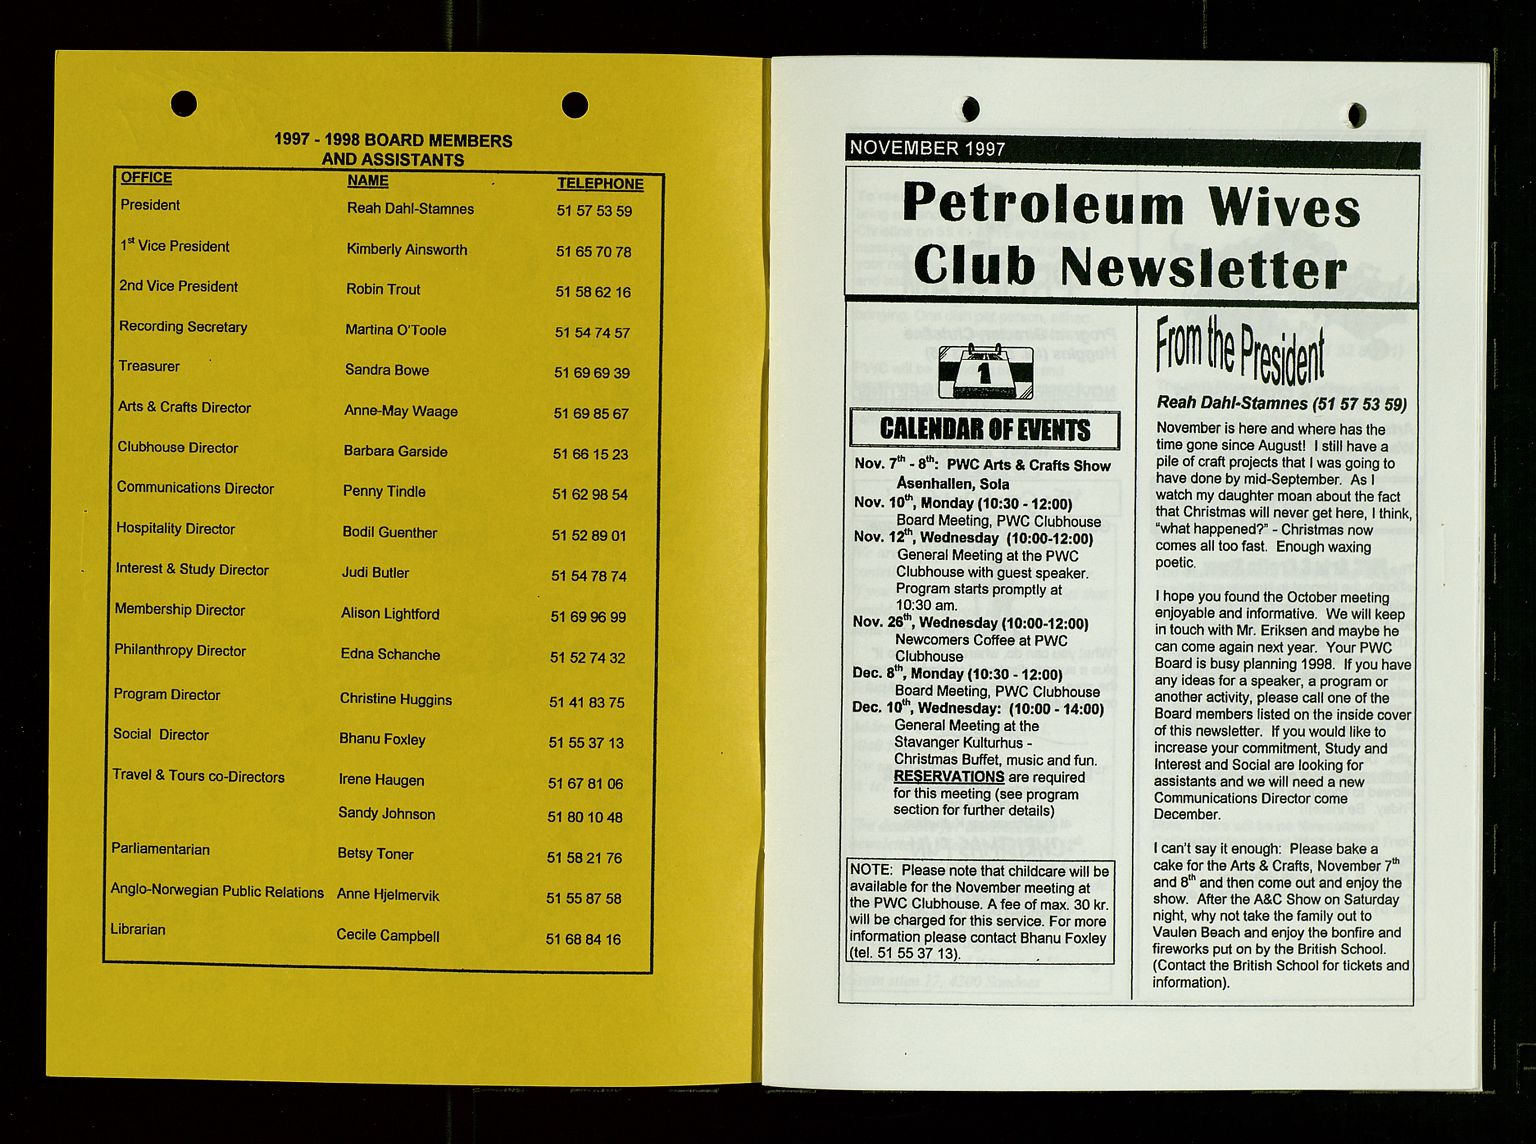 1997 - 1998 BOARD MEMBERS
AND ASSISTANTS
OFFICE NAME TELEPHONE
President Reah Dahl-Stamnes 51 57 53 59
1st Vice President Kimberly Ainsworth 51 65 70 78
2nd Vice President Robin Trout 51 58 62 16
Recording Secretary Martina O'Toole 51 54 74 57
Treasurer Sandra Bowe 51 69 69 39
Arts & Crafts Director Anne-May Waage 51 69 85 67
Clubhouse Director Barbara Garside 51 66 15 23
Communications Director Penny Tindle 51 62 98 54
Hospitality Director Bodil Guenther 51 52 89 01
Interest & Study Director Judi Butler 51 54 78 74
Membership Director Alison Lightford 51 69 96 99
Philanthropy Director Edna Schanche 51 52 74 32
Program Director Christine Huggins 51 41 83 75
Social Director Bhanu Foxley 51 55 37 13
Travel & Tours co-Directors Irene Haugen 51 67 81 06
Sandy Johnson 51 80 10 48
Parliamentarian Betsy Toner 51 58 21 76
Anglo-Norwegian Public Relations Anne Hjelmervik 51 55 87 58
Librarian Cecile Campbell 51 68 84 16
NOVEMBER 1997
Petroleum Wives
Club Newsletter
1
CALENDAR OF EVENTS
Nov. 7th - 8th: PWC Arts & Crafts Show
Åsenhallen, Sola
Nov. 10th, Monday (10:30 - 12:00)
Board Meeting, PWC Clubhouse
Nov. 12th, Wednesday (10:00-12:00)
General Meeting at the PWC
Clubhouse with guest speaker.
Program starts promptly at
10:30 am.
Nov. 26th, Wednesday (10:00-12:00)
Newcomers Coffee at PWC
Clubhouse
Dec. 8th, Monday (10:30 - 12:00)
Board Meeting, PWC Clubhouse
Dec. 10th, Wednesday: (10:00 - 14:00)
General Meeting at the
Stavanger Kulturhus -
Christmas Buffet, music and fun.
RESERVATIONS are required
for this meeting (see program
section for further details)
NOTE: Please note that childcare will be
available for the November meeting at
the PWC Clubhouse. A fee of max. 30 kr.
will be charged for this service. For more
information please contact Bhanu Foxley
(tel. 51 55 37 13).
From the President
Reah Dahl-Stamnes (51 57 53 59)
November is here and where has the
time gone since August! I still have a
pile of craft projects that I was going to
have done by mid-September. As I
watch my daughter moan about the fact
that Christmas will never get here, I think,
"what happened?" - Christmas now
comes all too fast. Enough waxing
poetic.
I hope you found the October meeting
enjoyable and informative. We will keep
in touch with Mr. Eriksen and maybe he
can come again next year. Your PWC
Board is busy planning 1998. If you have
any ideas for a speaker, a program or
another activity, please call one of the
Board members listed on the inside cover
of this newsletter. If you would like to
increase your commitment, Study and
Interest and Social are looking for
assistants and we will need a new
Communications Director come
December.
I can't say it enough: Please bake a
cake for the Arts & Crafts, November 7th
and 8th and then come out and enjoy the
show. After the A&C Show on Saturday
night, why not take the family out to
Vaulen Beach and enjoy the bonfire and
fireworks put on by the British School.
(Contact the British School for tickets and
information).